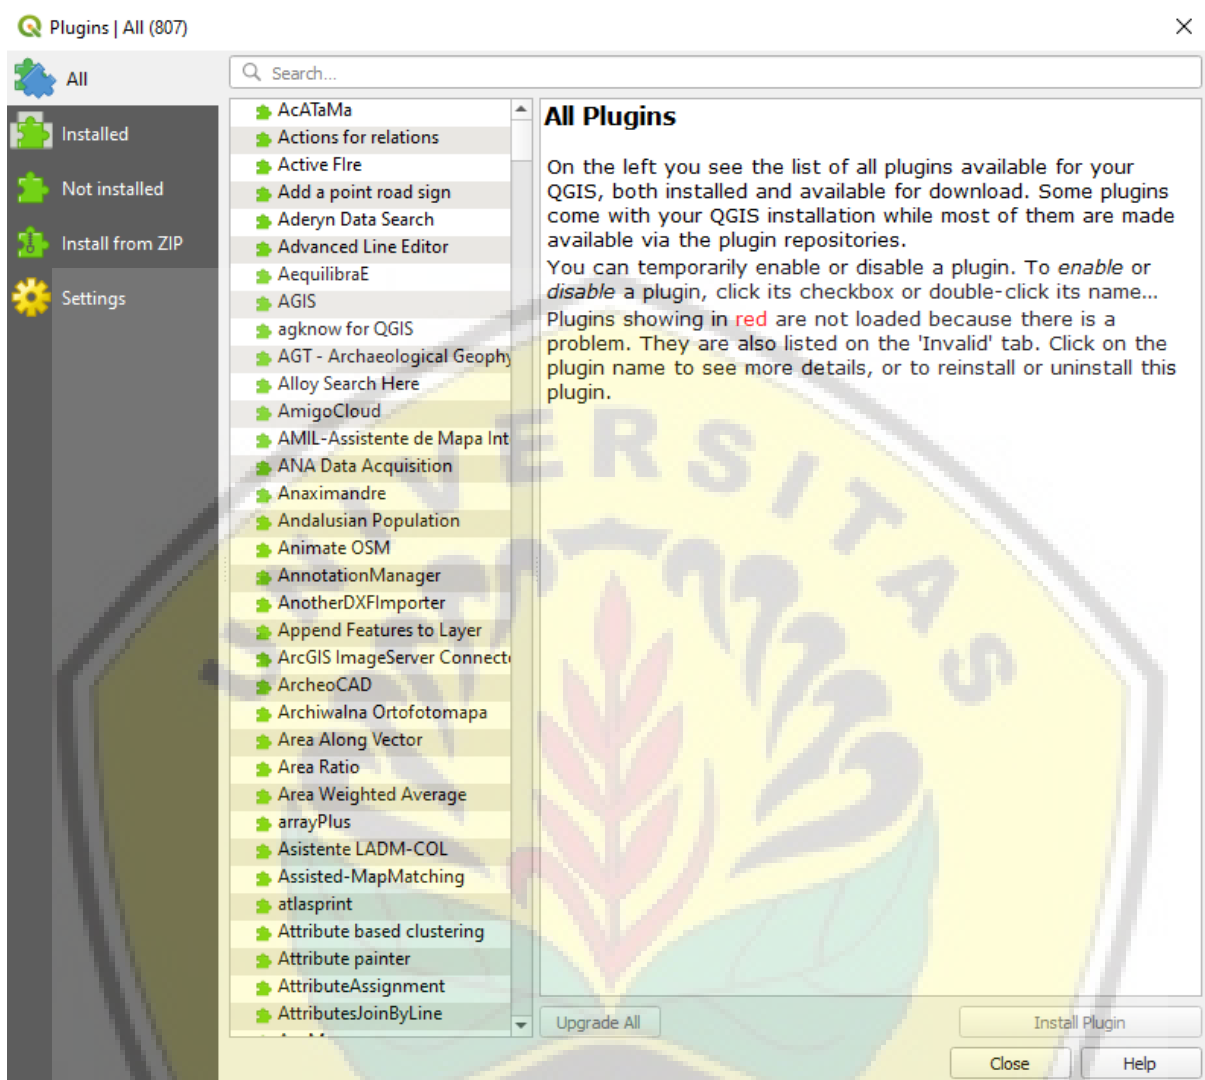 Plugins | All (807)
All
Installed
Not installed
Install from ZIP
Settings
Search...
AcATaMa
Actions for relations
Active FIre
Add a point road sign
Aderyn Data Search
Advanced Line Editor
AequilibraE
AGIS
agknow for QGIS
AGT - Archaeological Geophy
Alloy Search Here
AmigoCloud
AMIL-Assistente de Mapa Int
ANA Data Acquisition
Anaximandre
Andalusian Population
Animate OSM
AnnotationManager
AnotherDXFImporter
Append Features to Layer
ArcGIS ImageServer Connect
ArcheoCAD
Archiwalna Ortofotomapa
Area Along Vector
Area Ratio
Area Weighted Average
arrayPlus
Asistente LADM-COL
Assisted-MapMatching
atlasprint
Attribute based clustering
Attribute painter
AttributeAssignment
AttributesJoinByLine
All Plugins
On the left you see the list of all plugins available for your
QGIS, both installed and available for download. Some plugins
come with your QGIS installation while most of them are made
available via the plugin repositories.
You can temporarily enable or disable a plugin. To enable or
disable a plugin, click its checkbox or double-click its name...
Plugins showing in red are not loaded because there is a
problem. They are also listed on the 'Invalid' tab. Click on the
plugin name to see more details, or to reinstall or uninstall this
plugin.
UNIVERSITAS
Upgrade All
Install Plugin
Close
Help